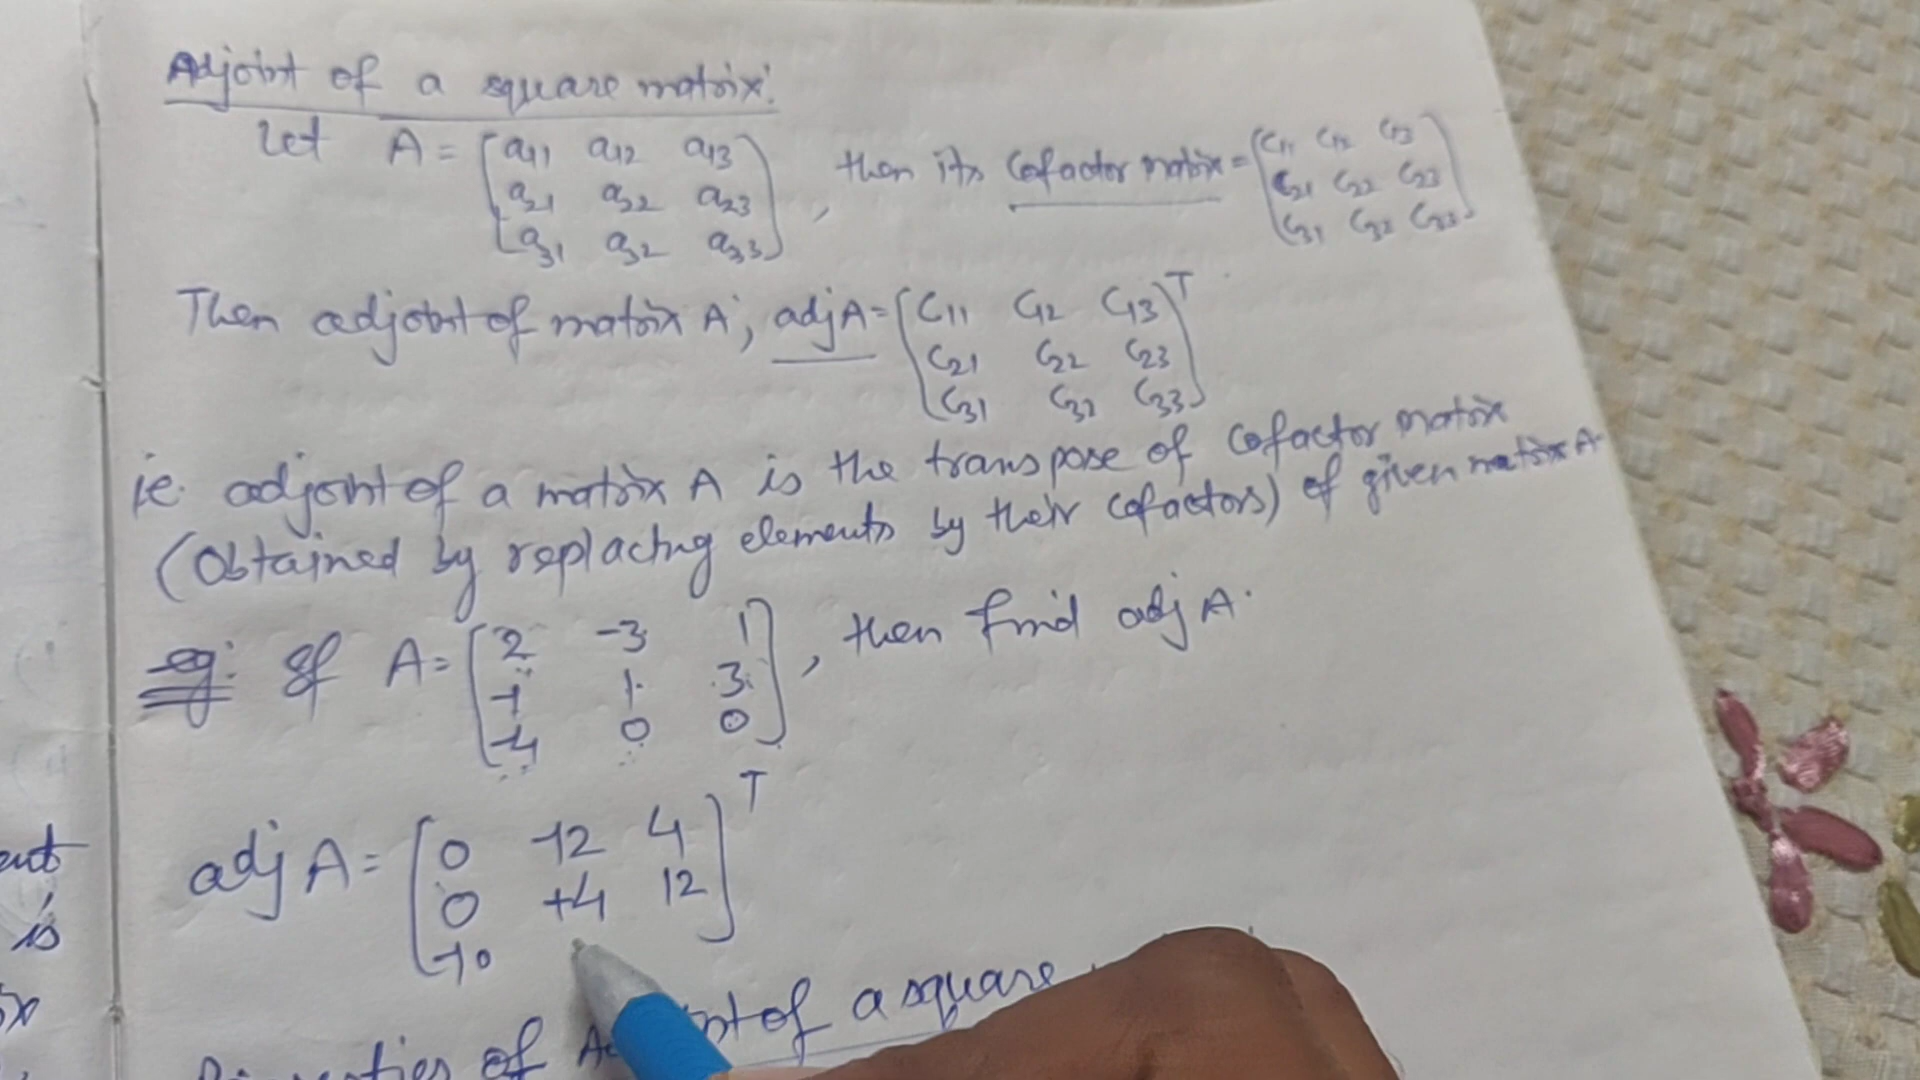 Adjoint of a square matrix:
Let A = [a11 a12 a13
a21 a22 a23
a31 a32 a33], then its cofactor matrix = [C11 C12 C13
C21 C22 C23
C31 C32 C33]
Then adjoint of matrix A, adj A = [C11 C12 C13
C21 C22 C23
C31 C32 C33]T
ie. adjoint of a matrix A is the transpose of cofactor matrix
(obtained by replacing elements by their cofactors) of given matrix A.
eg: If A = [2 -3 1
-1 1 3
-4 0 0], then find adj A.
adj A = [0 -12 4
0 +4 12
-10 ]T
of a square
is